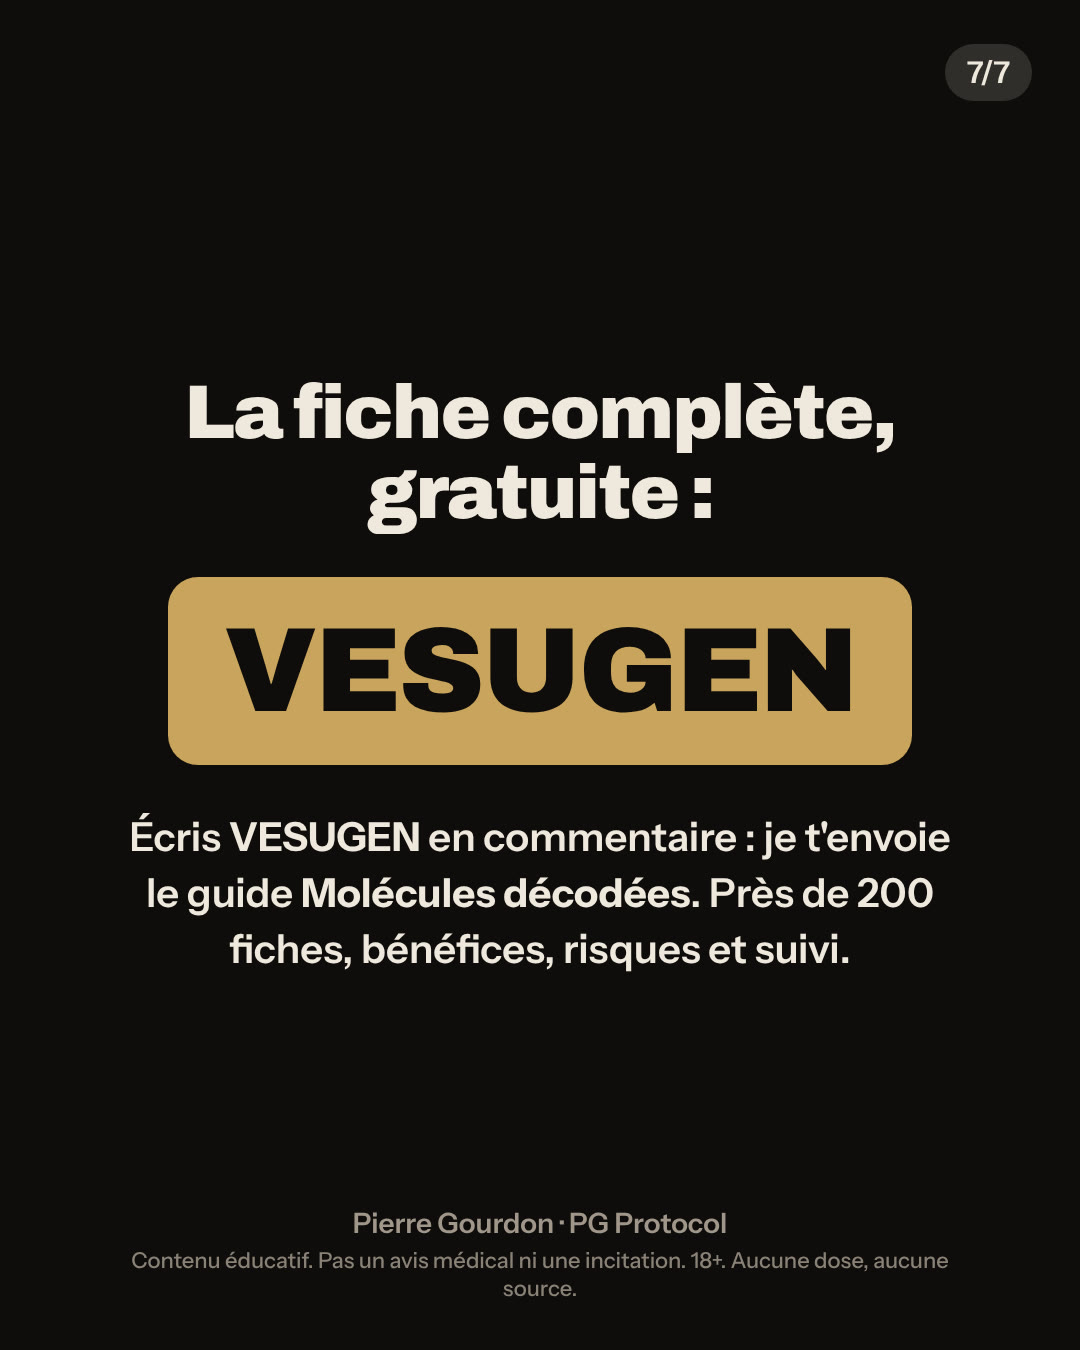 7/7
La fiche complète,
gratuite :
VESUGEN
Écris VESUGEN en commentaire : je t'envoie
le guide Molécules décodées. Près de 200
fiches, bénéfices, risques et suivi.
Pierre Gourdon · PG Protocol
Contenu éducatif. Pas un avis médical ni une incitation. 18+. Aucune dose, aucune
source.